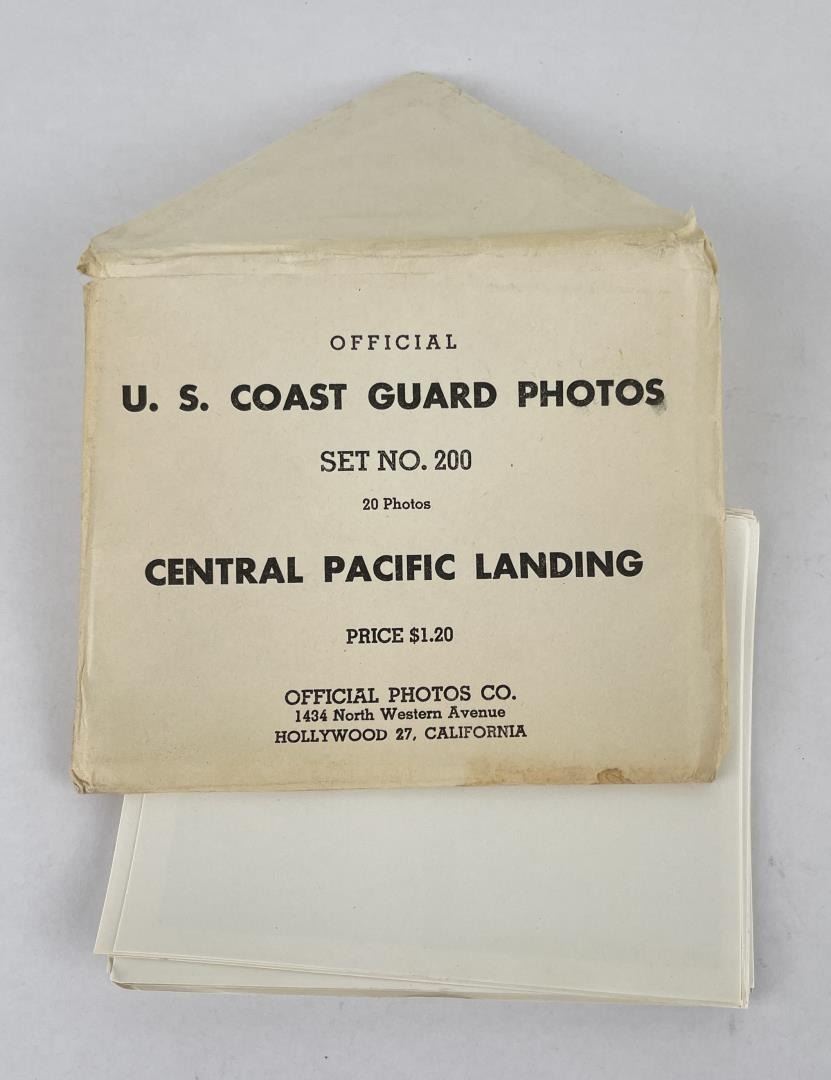 OFFICIAL
U. S. COAST GUARD PHOTOS
SET NO. 200
20 Photos
CENTRAL PACIFIC LANDING
PRICE $1.20
OFFICIAL PHOTOS CO.
1434 North Western Avenue
HOLLYWOOD 27, CALIFORNIA